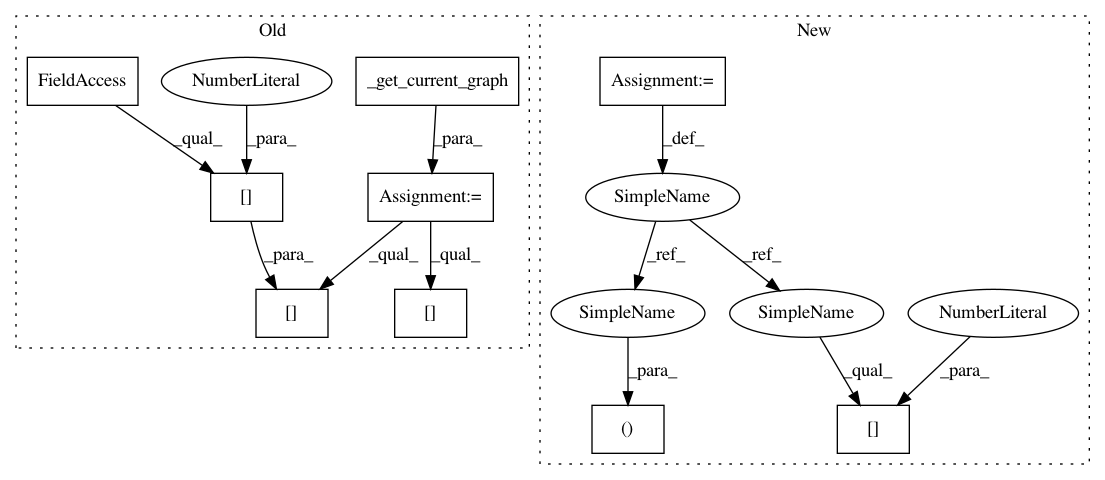 Old
New
FieldAccess
NumberLiteral
_get_current_graph
Assignment:=
_qual_
_para_
_para_
_def_
[]
Assignment:=
SimpleName
_para_
_qual_
_qual_
_ref_
_ref_
[]
[]
SimpleName
SimpleName
NumberLiteral
_para_
_qual_
_para_
()
[]